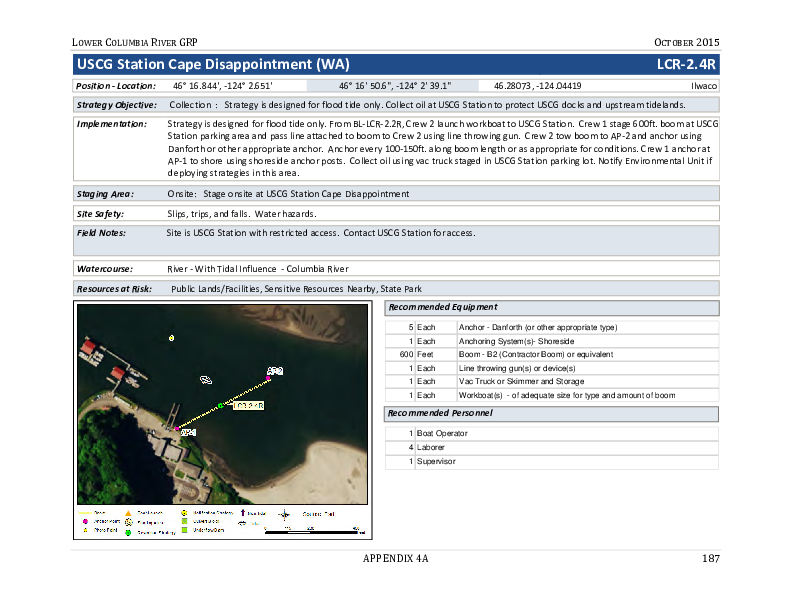 LOWER COLUMBIA RIVER GRP OCTOBER 2015
USCG Station Cape Disappointment (WA) LCR-2.4R
Position - Location: 46° 16.844', -124° 2.651' 46° 16' 50.6", -124° 2' 39.1" 46.28073, -124.04419 Ilwaco
Strategy Objective: Collection : Strategy is designed for flood tide only. Collect oil at USCG Station to protect USCG docks and upstream tidelands.
Implementation: Strategy is designed for flood tide only. From BL-LCR-2.2R, Crew 2 launch workboat to USCG Station. Crew 1 stage 600ft. boom at USCG
Station parking area and pass line attached to boom to Crew 2 using line throwing gun. Crew 2 tow boom to AP-2 and anchor using
Danforth or other appropriate anchor. Anchor every 100-150ft. along boom length or as appropriate for conditions. Crew 1 anchor at
AP-1 to shore using shoreside anchor posts. Collect oil using vac truck staged in USCG Station parking lot. Notify Environmental Unit if
deploying strategies in this area.
Staging Area: Onsite: Stage onsite at USCG Station Cape Disappointment
Site Safety: Slips, trips, and falls. Water hazards.
Field Notes: Site is USCG Station with restricted access. Contact USCG Station for access.
Watercourse: River - With Tidal Influence - Columbia River
Resources at Risk: Public Lands/Facilities, Sensitive Resources Nearby, State Park
Recommended Equipment
5 Each Anchor - Danforth (or other appropriate type)
1 Each Anchoring System(s)- Shoreside
600 Feet Boom - B2 (Contractor Boom) or equivalent
1 Each Line throwing gun(s) or device(s)
1 Each Vac Truck or Skimmer and Storage
1 Each Workboat(s) - of adequate size for type and amount of boom
Recommended Personnel
1 Boat Operator
4 Laborer
1 Supervisor
AP-2
LCR-2.4R
AP-1
Anchor Point
Photo Point
APPENDIX 4A 187